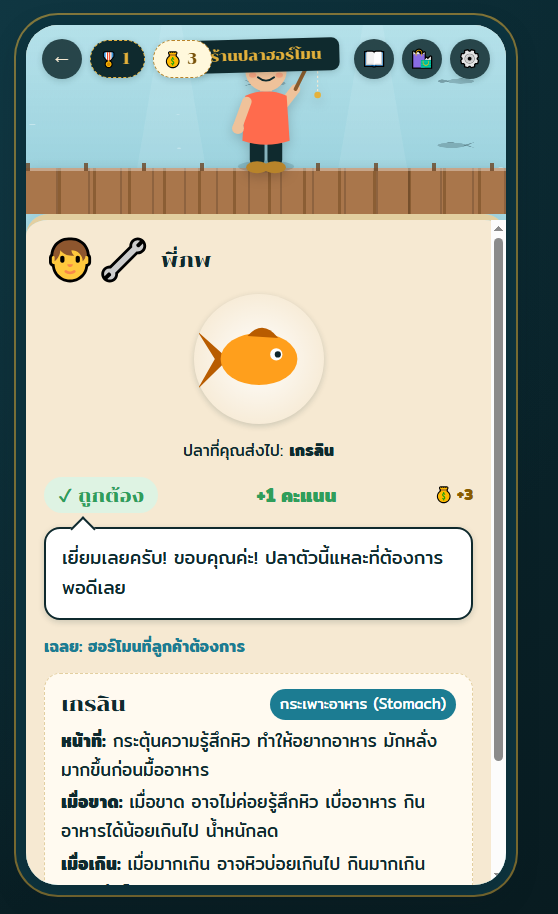 ← 1 3 ร้านปลาฮอร์โมน
พี่ภพ
ปลาที่คุณส่งไป: เกรลิน
✓ ถูกต้อง +1 คะแนน +3
เยี่ยมเลยครับ! ขอบคุณค่ะ! ปลาตัวนี้แหละที่ต้องการ
พอดีเลย
เฉลย: ฮอร์โมนที่ลูกค้าต้องการ
เกรลิน กระเพาะอาหาร (Stomach)
หน้าที่: กระตุ้นความรู้สึกหิว ทำให้อยากอาหาร มักหลั่ง
มากขึ้นก่อนมื้ออาหาร
เมื่อขาด: เมื่อขาด อาจไม่ค่อยรู้สึกหิว เบื่ออาหาร กิน
อาหารได้น้อยเกินไป น้ำหนักลด
เมื่อเกิน: เมื่อมากเกิน อาจหิวบ่อยเกินไป กินมากเกิน